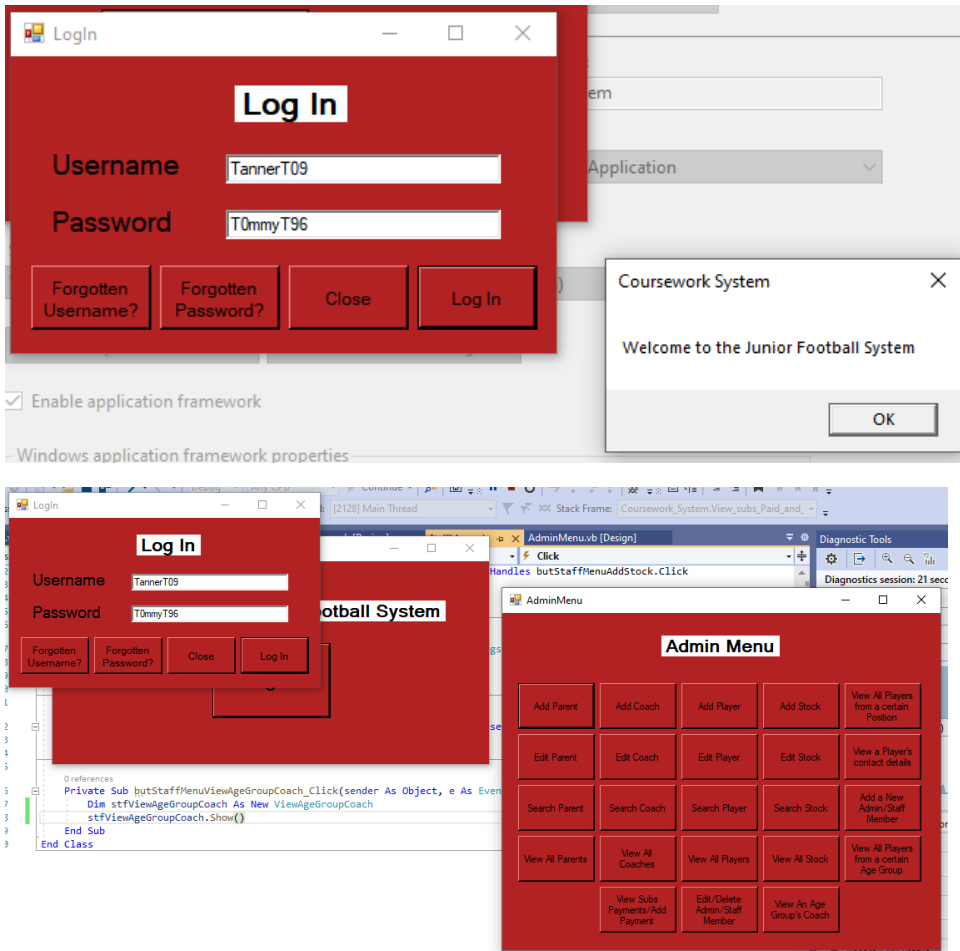 LogIn
Log In
em
Username
TannerT09
Application
Password
T0mmyT96
Forgotten
Username?
Forgotten
Password?
Close
Log In
)
Coursework System
Welcome to the Junior Football System
OK
Enable application framework
Windows application framework properties
LogIn
[2128] Main Thread
Stack Frame:
Coursework_System.View_subs_Paid_and_
Log In
AdminMenu.vb [Design]
Diagnostic Tools
Click
Username
TannerT09
Handles butStaffMenuAddStock.Click
Diagnostics session: 21 sec
Password
T0mmyT96
ootball System
AdminMenu
Forgotten
Username?
Forgotten
Password?
Close
Log In
Admin Menu
Add Parent
Add Coach
Add Player
Add Stock
View All Players
from a certain
Position
Edit Parent
Edit Coach
Edit Player
Edit Stock
View a Player's
contact details
Search Parent
Search Coach
Search Player
Search Stock
Add a New
Admin/Staff
Member
View All Parents
View All
Coaches
View All Players
View All Stock
View All Players
from a certain
Age Group
View Subs
Payments/Add
Payment
Edit/Delete
Admin/Staff
Member
View An Age
Group's Coach
0 references
Private Sub butStaffMenuViewAgeGroupCoach_Click(sender As Object, e As Even
Dim stfViewAgeGroupCoach As New ViewAgeGroupCoach
stfViewAgeGroupCoach.Show()
End Sub
End Class